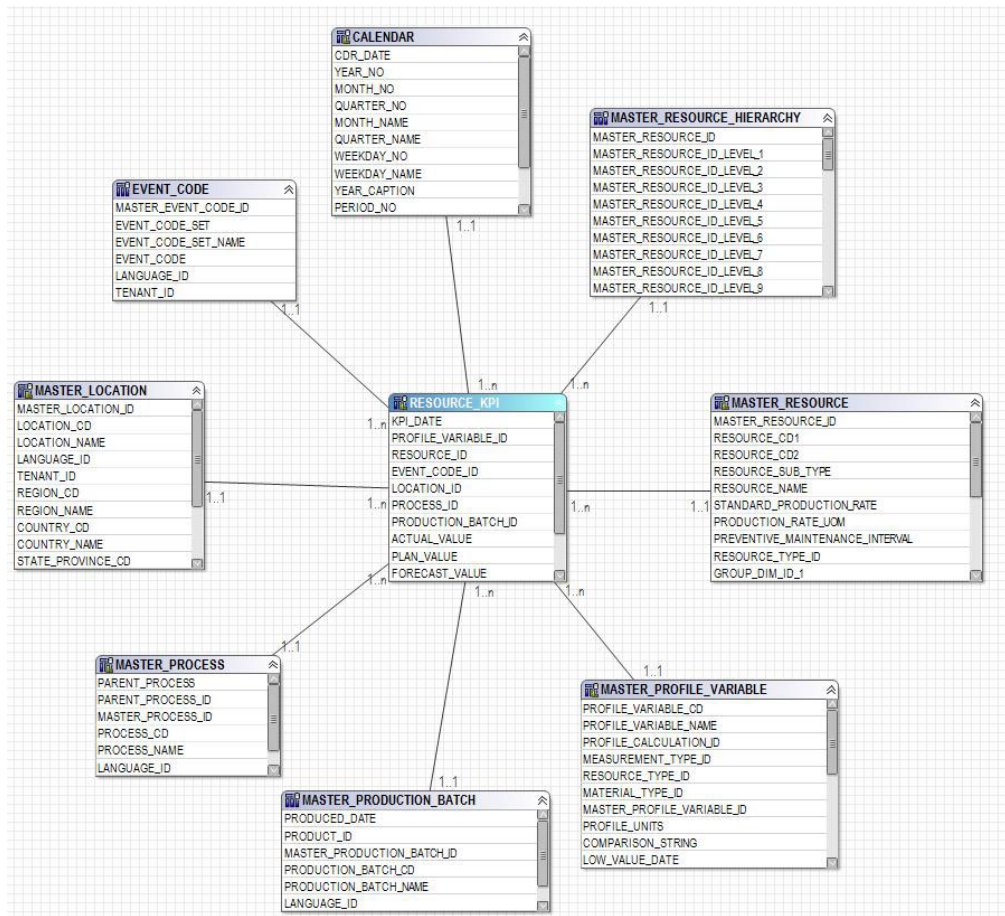 CALENDAR
CDR_DATE
YEAR_NO
MONTH_NO
QUARTER_NO
MONTH_NAME
QUARTER_NAME
WEEKDAY_NO
WEEKDAY_NAME
YEAR_CAPTION
PERIOD_NO
1..1
MASTER_RESOURCE_HIERARCHY
MASTER_RESOURCE_ID
MASTER_RESOURCE_ID_LEVEL_1
MASTER_RESOURCE_ID_LEVEL_2
MASTER_RESOURCE_ID_LEVEL_3
MASTER_RESOURCE_ID_LEVEL_4
MASTER_RESOURCE_ID_LEVEL_5
MASTER_RESOURCE_ID_LEVEL_6
MASTER_RESOURCE_ID_LEVEL_7
MASTER_RESOURCE_ID_LEVEL_8
MASTER_RESOURCE_ID_LEVEL_9
1..1
EVENT_CODE
MASTER_EVENT_CODE_ID
EVENT_CODE_SET
EVENT_CODE_SET_NAME
EVENT_CODE
LANGUAGE_ID
TENANT_ID
1..1
MASTER_LOCATION
MASTER_LOCATION_ID
LOCATION_CD
LOCATION_NAME
LANGUAGE_ID
TENANT_ID
REGION_CD
REGION_NAME
COUNTRY_CD
COUNTRY_NAME
STATE_PROVINCE_CD
1..1
1..n
1..n
1..n
1..n
RESOURCE_KPI
KPI_DATE
PROFILE_VARIABLE_ID
RESOURCE_ID
EVENT_CODE_ID
LOCATION_ID
PROCESS_ID
PRODUCTION_BATCH_ID
ACTUAL_VALUE
PLAN_VALUE
FORECAST_VALUE
1..n
1..n
1..n
1..n
1..1
MASTER_RESOURCE
MASTER_RESOURCE_ID
RESOURCE_CD1
RESOURCE_CD2
RESOURCE_SUB_TYPE
RESOURCE_NAME
STANDARD_PRODUCTION_RATE
PRODUCTION_RATE_UOM
PREVENTIVE_MAINTENANCE_INTERVAL
RESOURCE_TYPE_ID
GROUP_DIM_ID_1
1..1
MASTER_PROCESS
PARENT_PROCESS
PARENT_PROCESS_ID
MASTER_PROCESS_ID
PROCESS_CD
PROCESS_NAME
LANGUAGE_ID
1..1
MASTER_PROFILE_VARIABLE
PROFILE_VARIABLE_CD
PROFILE_VARIABLE_NAME
PROFILE_CALCULATION_ID
MEASUREMENT_TYPE_ID
RESOURCE_TYPE_ID
MATERIAL_TYPE_ID
MASTER_PROFILE_VARIABLE_ID
PROFILE_UNITS
COMPARISON_STRING
LOW_VALUE_DATE
1..1
MASTER_PRODUCTION_BATCH
PRODUCED_DATE
PRODUCT_ID
MASTER_PRODUCTION_BATCH_ID
PRODUCTION_BATCH_CD
PRODUCTION_BATCH_NAME
LANGUAGE_ID